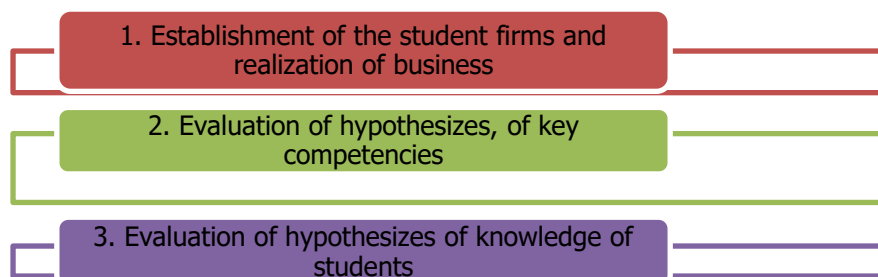 1. Establishment of the student firms and
realization of business
2. Evaluation of hypothesizes, of key
competencies
3. Evaluation of hypothesizes of knowledge of
students